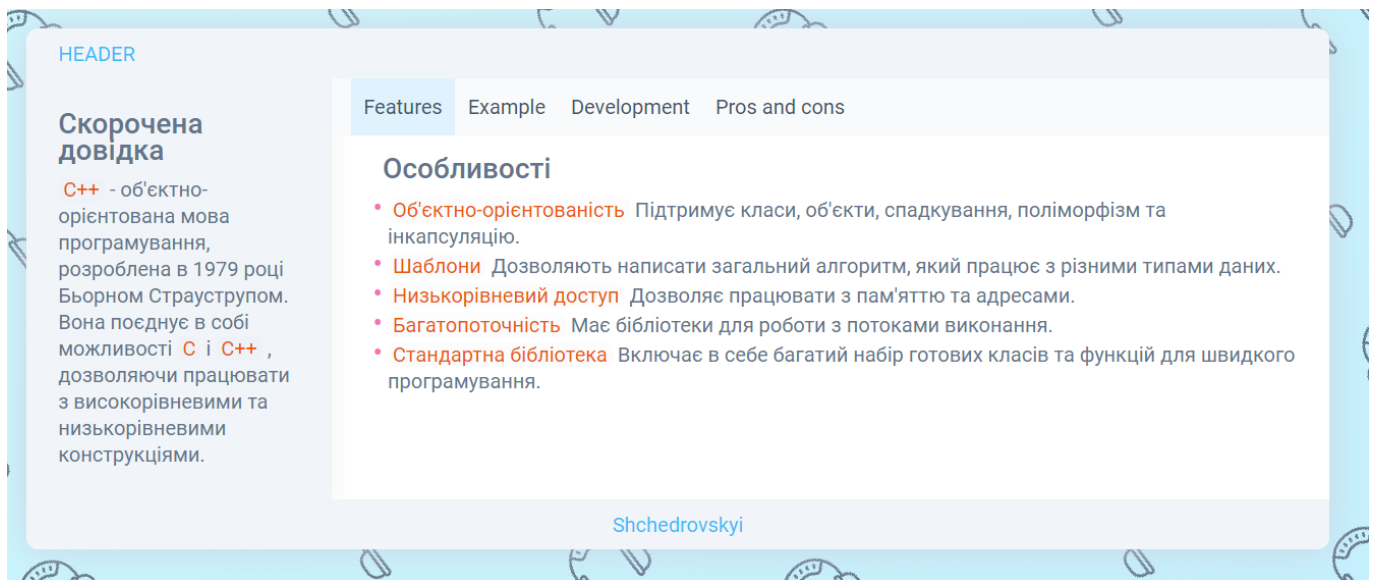 HEADER
Скорочена
довідка
C++ - об'єктно-
орієнтована мова
програмування,
розроблена в 1979 році
Бьорном Страуструпом.
Вона поєднує в собі
можливості C і C++ ,
дозволяючи працювати
з високорівневими та
низькорівневими
конструкціями.
Features Example Development Pros and cons
Особливості
• Об'єктно-орієнтованість Підтримує класи, об'єкти, спадкування, поліморфізм та
інкапсуляцію.
• Шаблони Дозволяють написати загальний алгоритм, який працює з різними типами даних.
• Низькорівневий доступ Дозволяє працювати з пам'яттю та адресами.
• Багатопоточність Має бібліотеки для роботи з потоками виконання.
• Стандартна бібліотека Включає в себе багатий набір готових класів та функцій для швидкого
програмування.
Shchedrovskyi